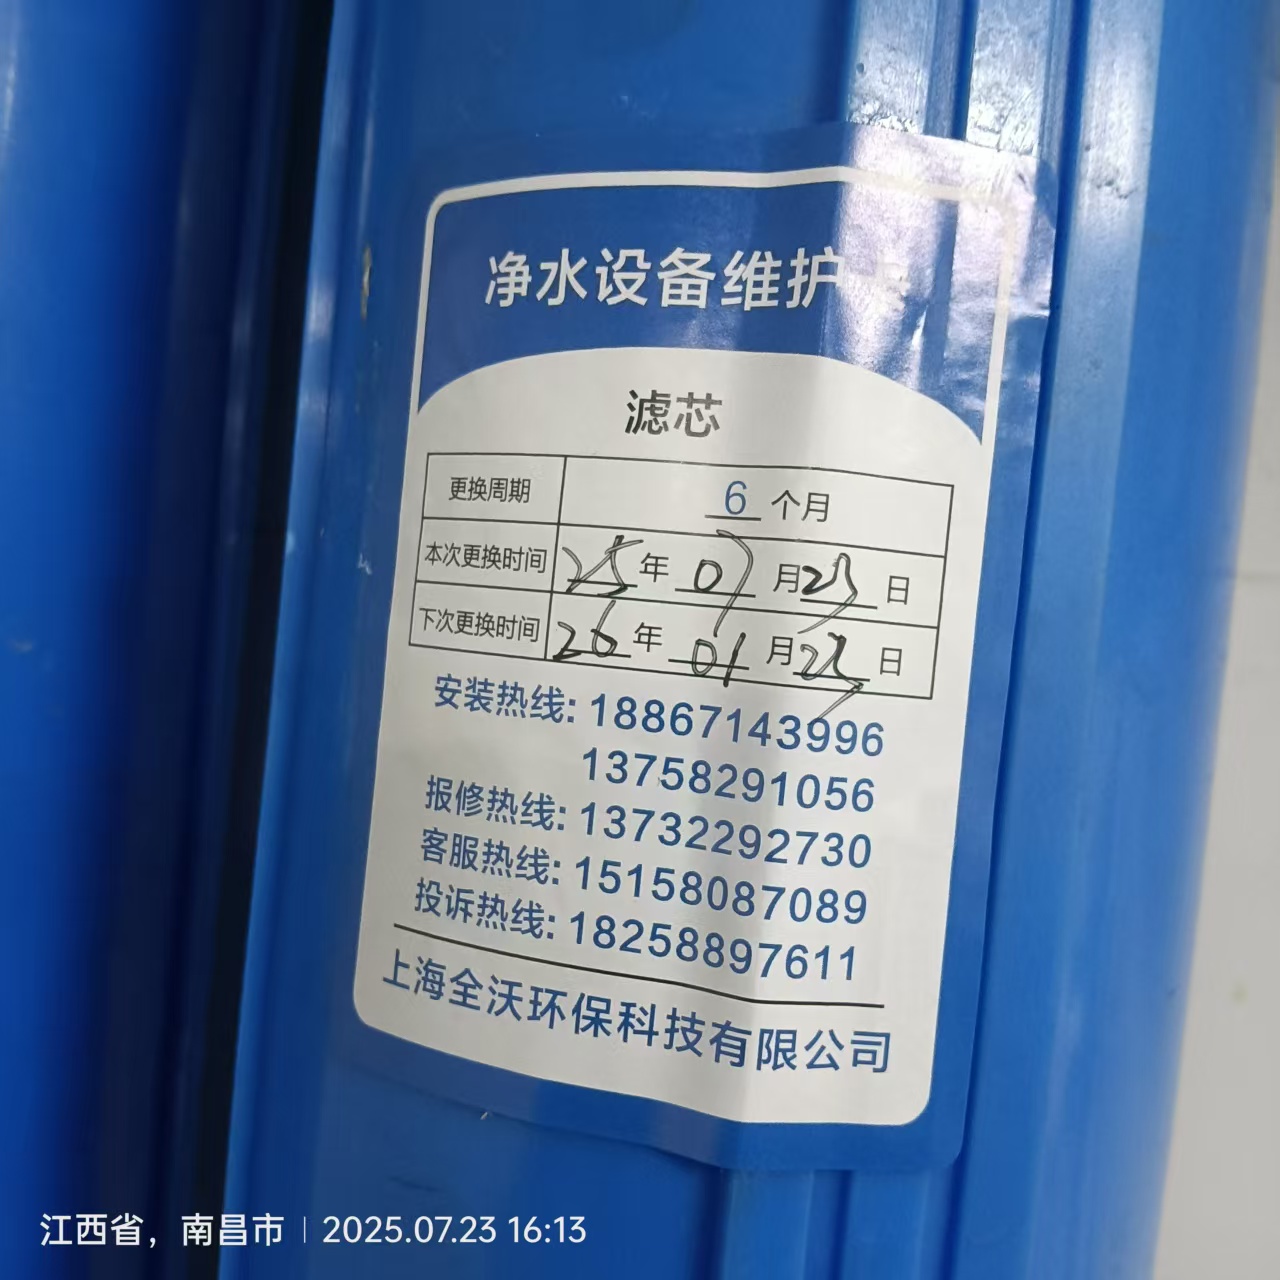 净水设备维护卡
滤芯
更换周期 6 个月
本次更换时间 25 年 07 月 23 日
下次更换时间 26 年 01 月 23 日
安装热线: 18867143996
13758291056
报修热线: 13732292730
客服热线: 15158087089
投诉热线: 18258897611
上海全沃环保科技有限公司
江西省，南昌市 | 2025.07.23 16:13